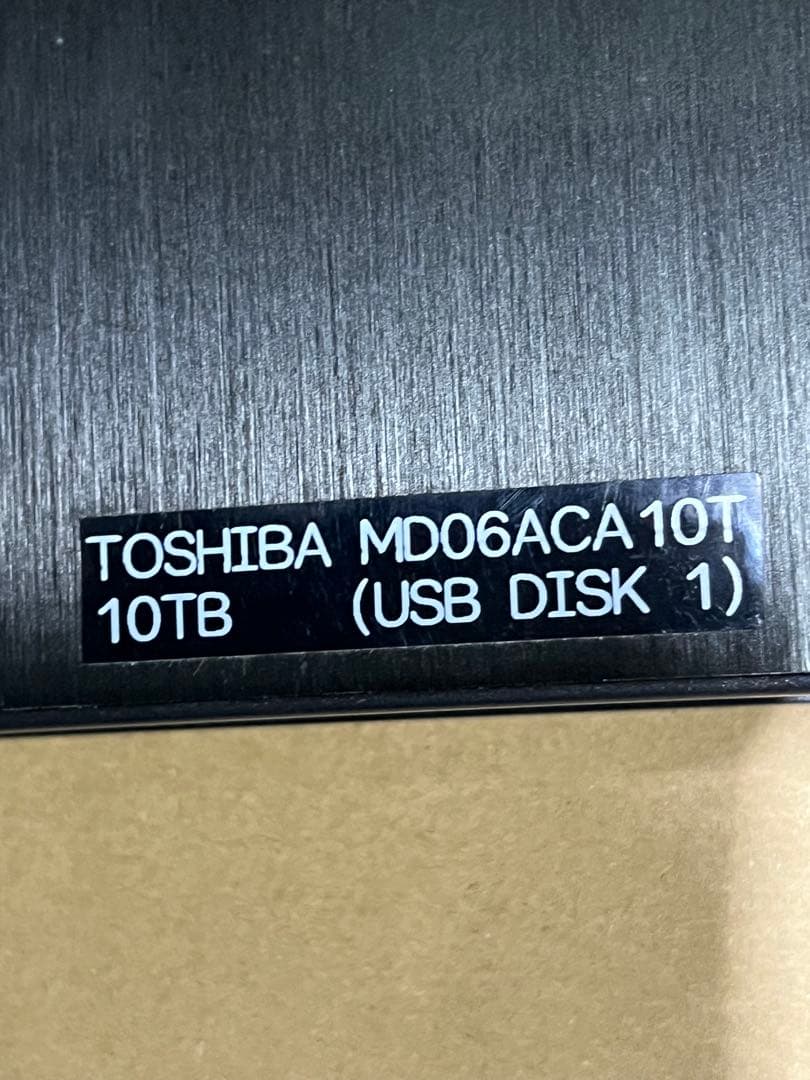 TOSHIBA MD06ACA10T
10TB (USB DISK 1)